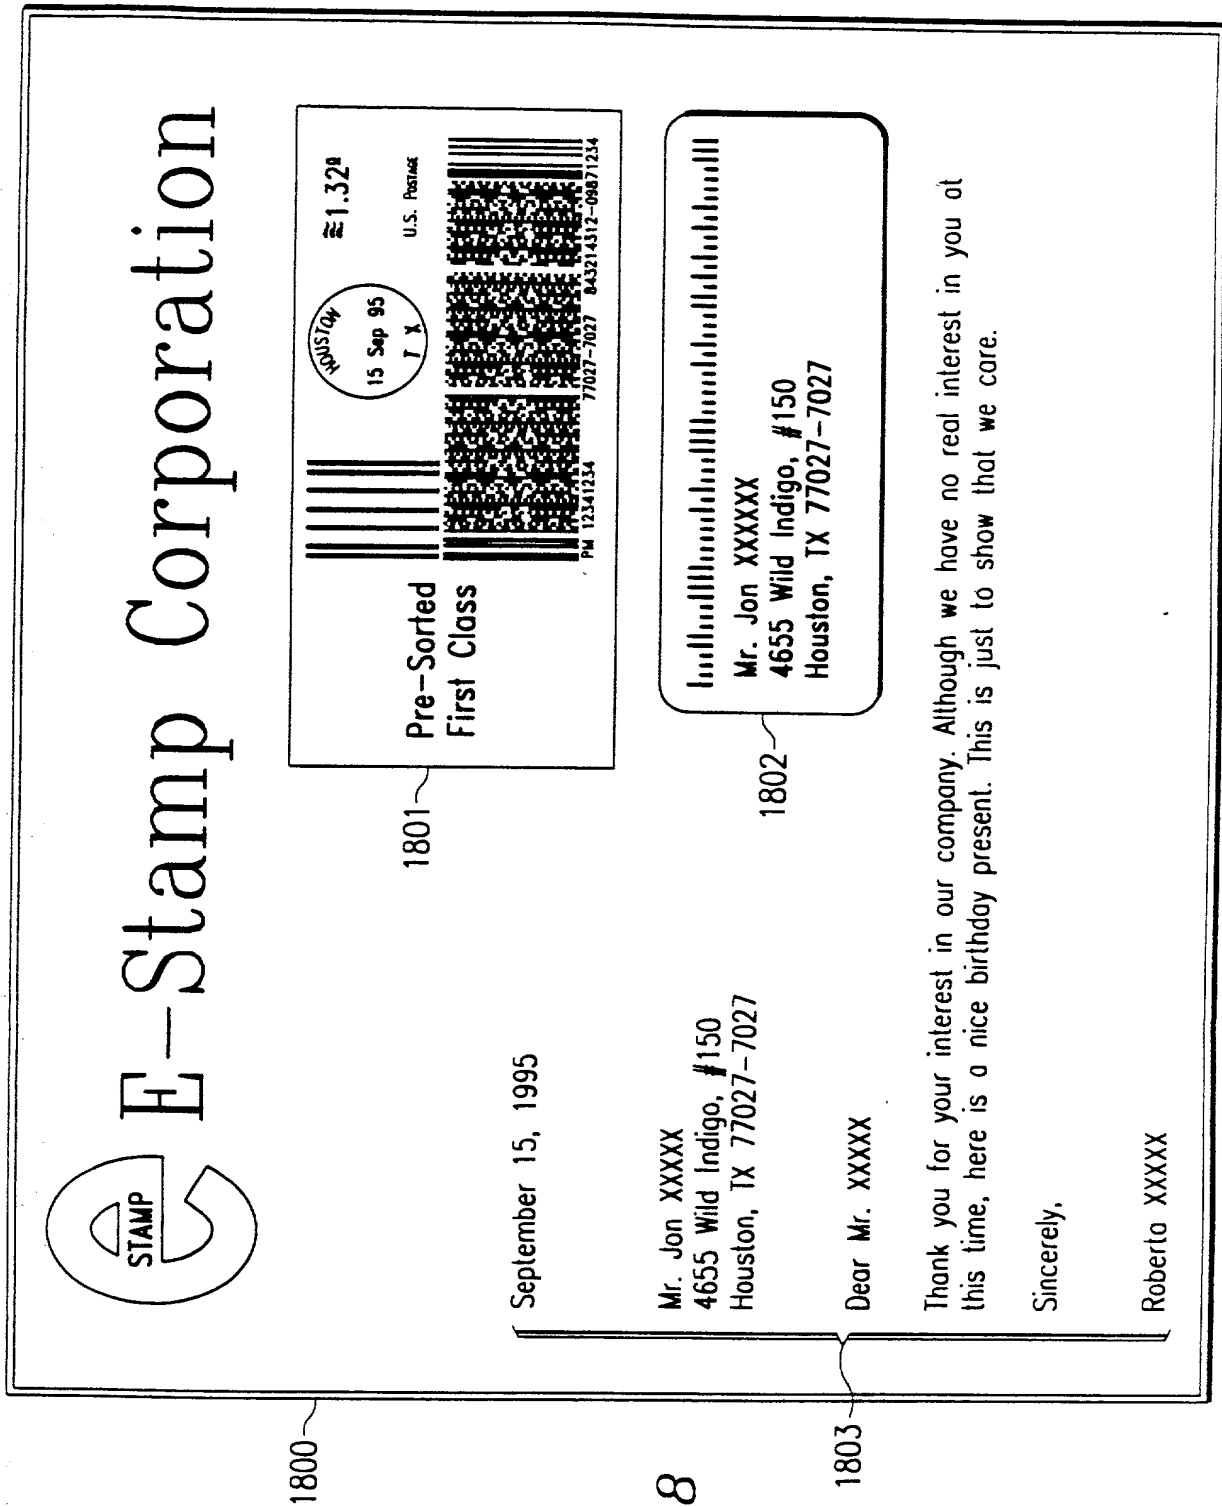 STAMP
E-Stamp Corporation
1800
1801
Pre-Sorted
First Class
HOUSTON
15 Sep 95
T X
1.32
U.S. POSTAGE
PM 12341234 77027-7027 843214312-09871234
September 15, 1995
1802
Mr. Jon XXXXXX
4655 Wild Indigo, #150
Houston, TX 77027-7027
Mr. Jon XXXXX
4655 Wild Indigo, #150
Houston, TX 77027-7027
1803
Dear Mr. XXXXX
Thank you for your interest in our company. Although we have no real interest in you at
this time, here is a nice birthday present. This is just to show that we care.
Sincerely,
Roberto XXXXX
8